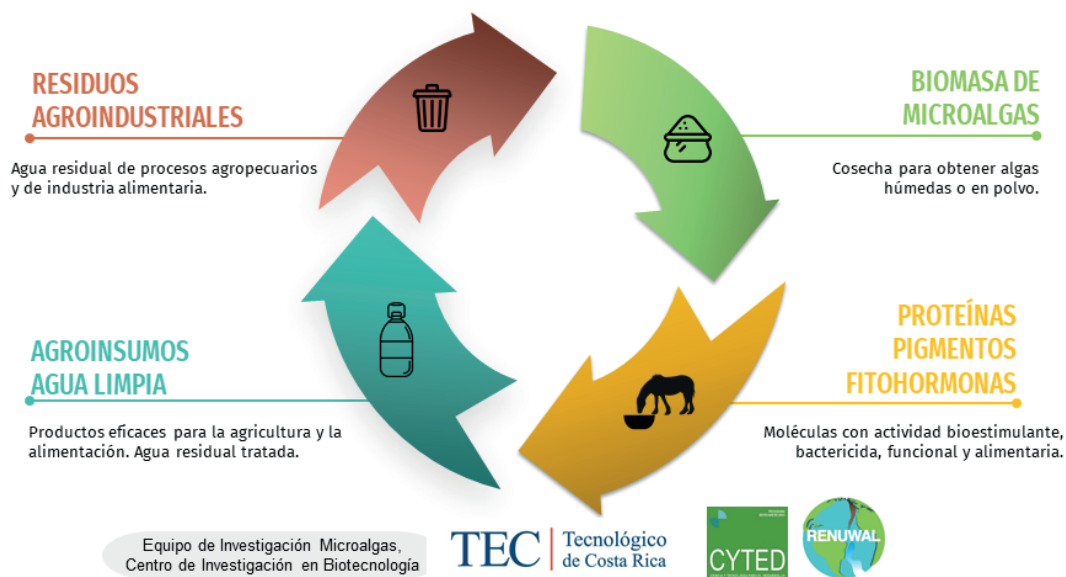 RESIDUOS
AGROINDUSTRIALES
Agua residual de procesos agropecuarios
y de industria alimentaria.
BIOMASA DE
MICROALGAS
Cosecha para obtener algas
húmedas o en polvo.
AGROINSUMOS
AGUA LIMPIA
Productos eficaces para la agricultura y la
alimentación. Agua residual tratada.
PROTEÍNAS
PIGMENTOS
FITOHORMONAS
Moléculas con actividad bioestimulante,
bactericida, funcional y alimentaria.
Equipo de Investigación Microalgas,
Centro de Investigación en Biotecnología
TEC
Tecnológico
de Costa Rica
CYTED
RENUWAL